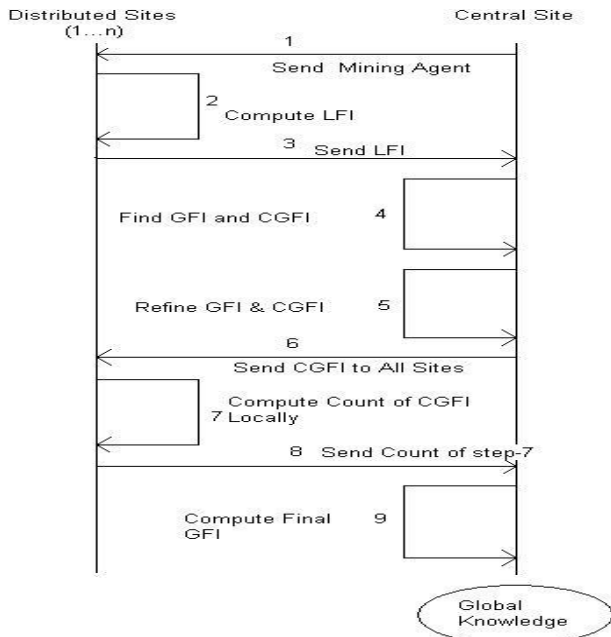 Distributed Sites
(1...n)
Central Site
1
Send Mining Agent
2
Compute LFI
3
Send LFI
Find GFI and CGFI
4
Refine GFI & CGFI
5
6
Send CGFI to All Sites
7
Compute Count of CGFI
Locally
8
Send Count of step-7
Compute Final
GFI
9
Global
Knowledge